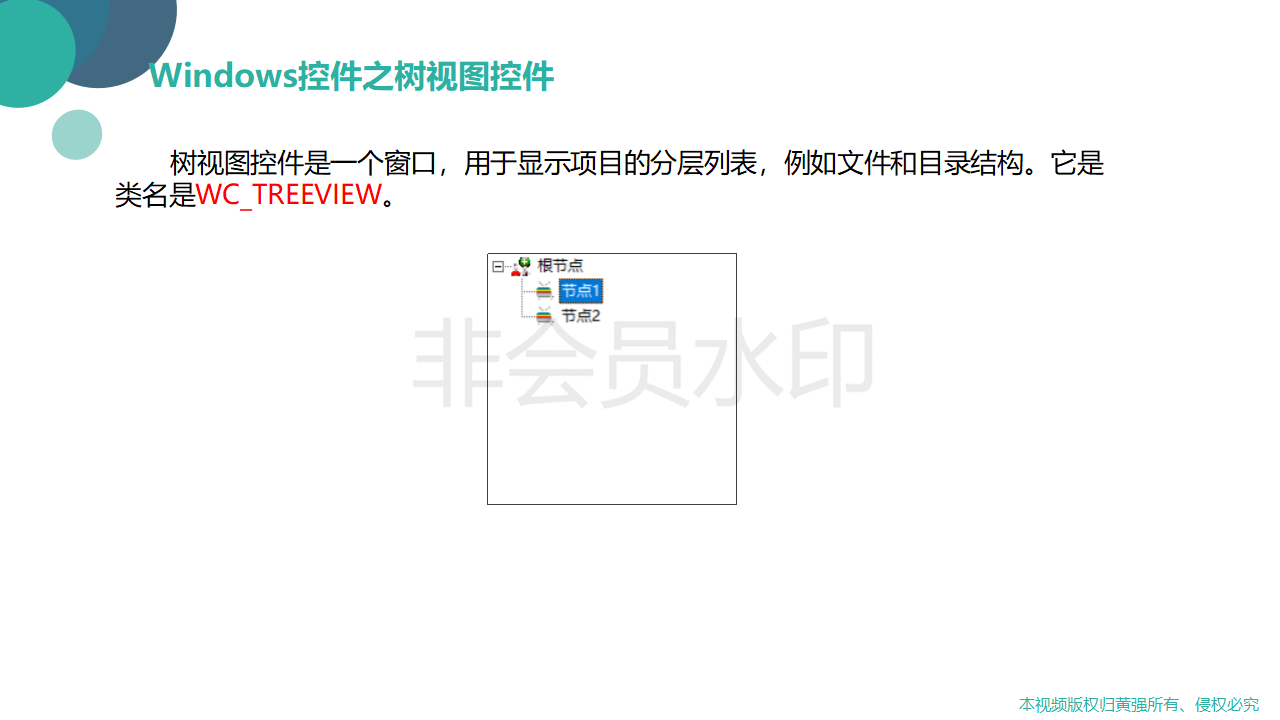 Windows控件之树视图控件
树视图控件是一个窗口，用于显示项目的分层列表，例如文件和目录结构。它是
类名是WC_TREEVIEW。
根节点
节点1
节点2
非会员水印
本视频版权归黄强所有、侵权必究